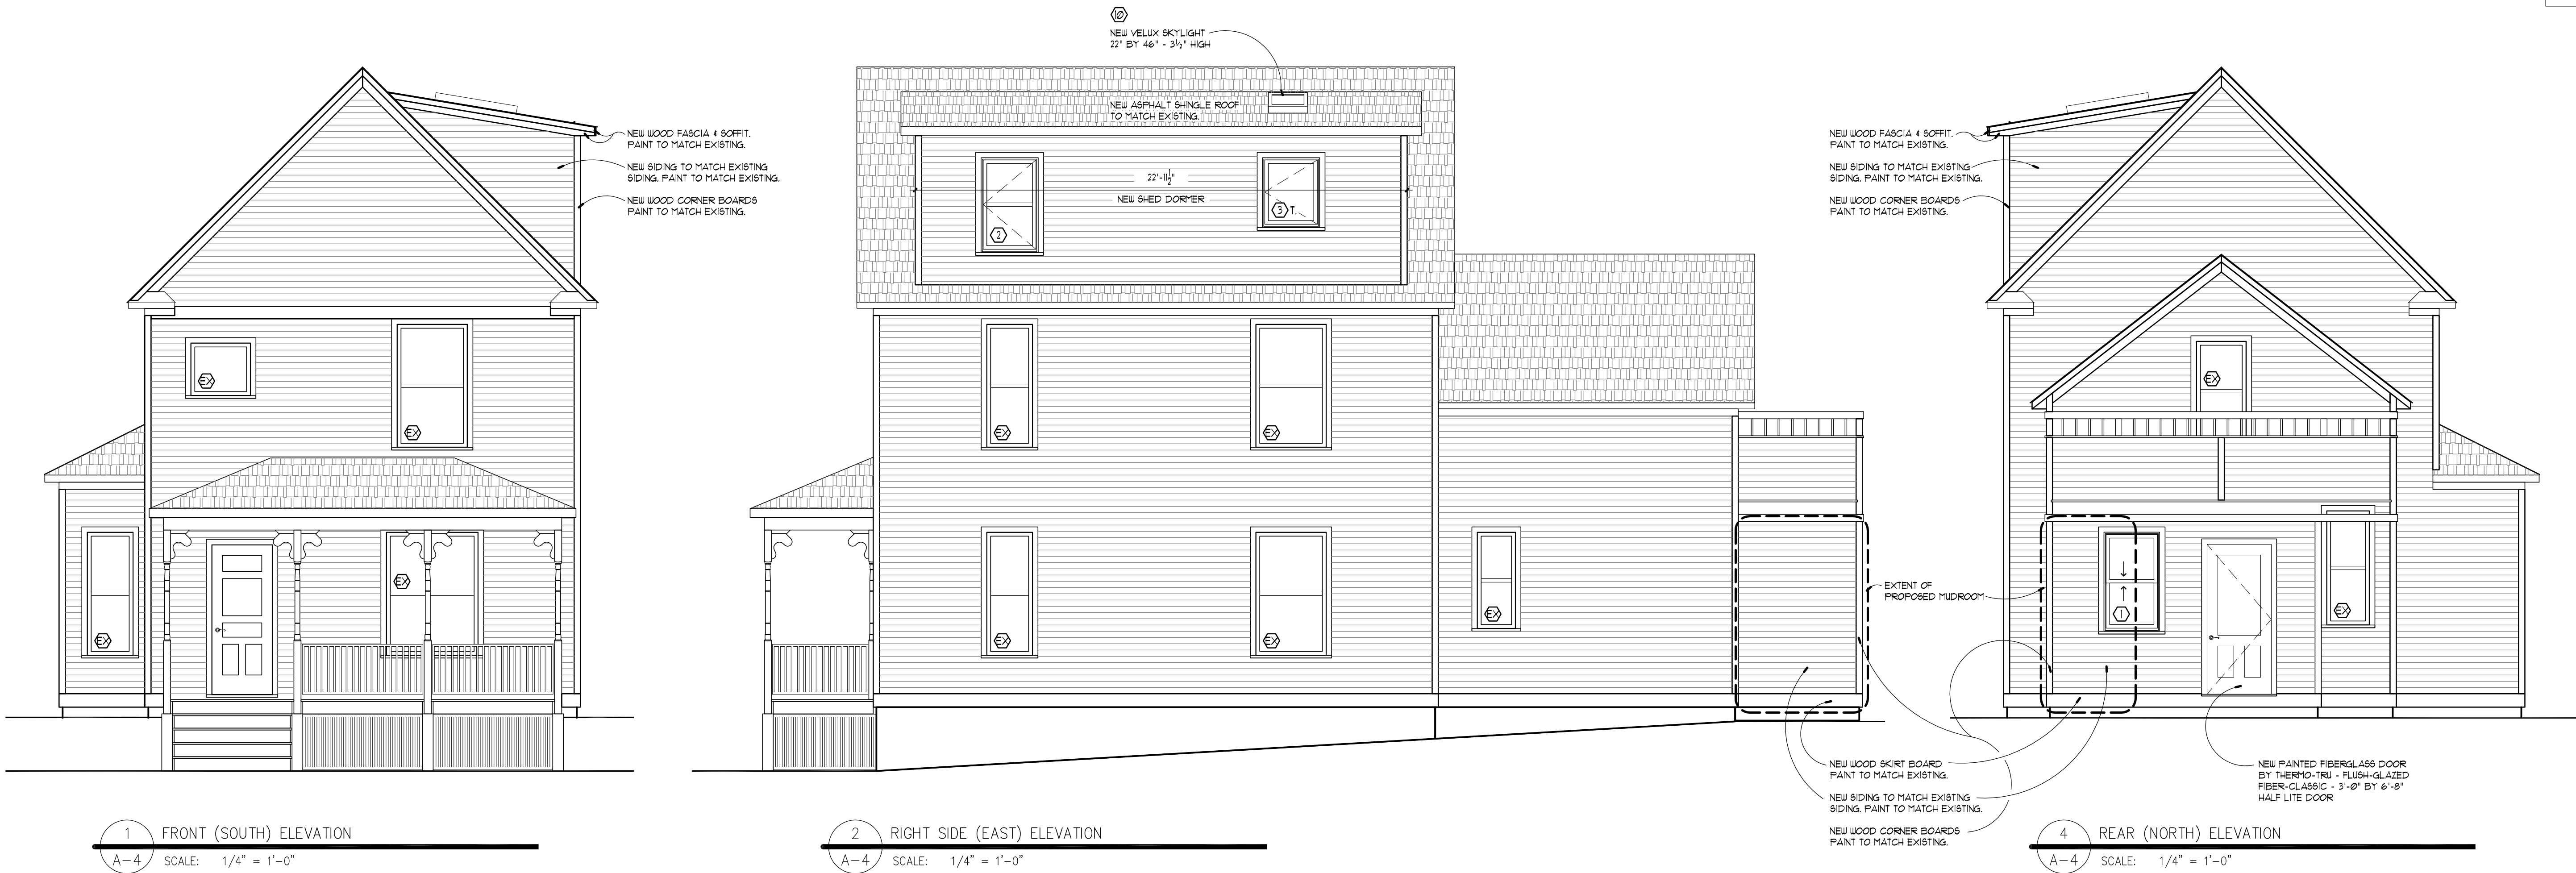 10
NEW VELUX SKYLIGHT
22" BY 46" - 3½" HIGH
NEW WOOD FASCIA & SOFFIT.
PAINT TO MATCH EXISTING.
NEW SIDING TO MATCH EXISTING
SIDING. PAINT TO MATCH EXISTING.
NEW WOOD CORNER BOARDS
PAINT TO MATCH EXISTING.
EX
EX
EX
EX
1
A-4
FRONT (SOUTH) ELEVATION
SCALE: 1/4" = 1'-0"
NEW ASPHALT SHINGLE ROOF
TO MATCH EXISTING.
22'-11½"
NEW SHED DORMER
2
3 T.
EX
EX
EX
EX
EX
2
A-4
RIGHT SIDE (EAST) ELEVATION
SCALE: 1/4" = 1'-0"
NEW WOOD FASCIA & SOFFIT.
PAINT TO MATCH EXISTING.
NEW SIDING TO MATCH EXISTING
SIDING. PAINT TO MATCH EXISTING.
NEW WOOD CORNER BOARDS
PAINT TO MATCH EXISTING.
EXTENT OF
PROPOSED MUDROOM
NEW WOOD SKIRT BOARD
PAINT TO MATCH EXISTING.
NEW SIDING TO MATCH EXISTING
SIDING. PAINT TO MATCH EXISTING.
NEW WOOD CORNER BOARDS
PAINT TO MATCH EXISTING.
EX
1
EX
NEW PAINTED FIBERGLASS DOOR
BY THERMO-TRU - FLUSH-GLAZED
FIBER-CLASSIC - 3'-0" BY 6'-8"
HALF LITE DOOR
4
A-4
REAR (NORTH) ELEVATION
SCALE: 1/4" = 1'-0"